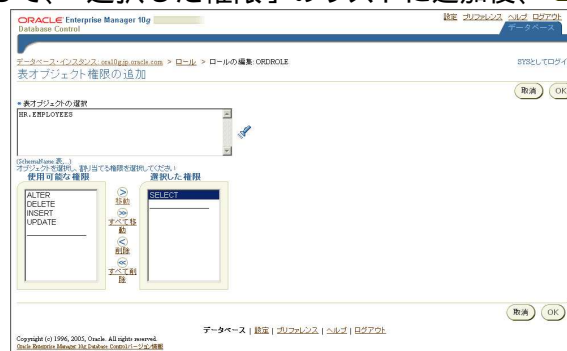 して、「選択した権限」のリストに追加後、
ORACLE Enterprise Manager 10g
Database Control
設定 プリファレンス ヘルプ ログアウト
データベース
データベース・インスタンス: oral10g.jp.oracle.com > ロール > ロールの編集: ORDROLE
SYSとしてログイ
表オブジェクト権限の追加
取消 OK
* 表オブジェクトの選択
HR.EMPLOYEES
(SchemaName.表,...)
オブジェクトを選択し、割り当てる権限を選択してください
使用可能な権限 選択した権限
ALTER
DELETE
INSERT
UPDATE
移動
すべて移動
削除
すべて削除
SELECT
取消 OK
データベース | 設定 | プリファレンス | ヘルプ | ログアウト
Copyright (c) 1996, 2005, Oracle. All rights reserved.
Oracle Enterprise Manager 10g Database Controlバージョン情報